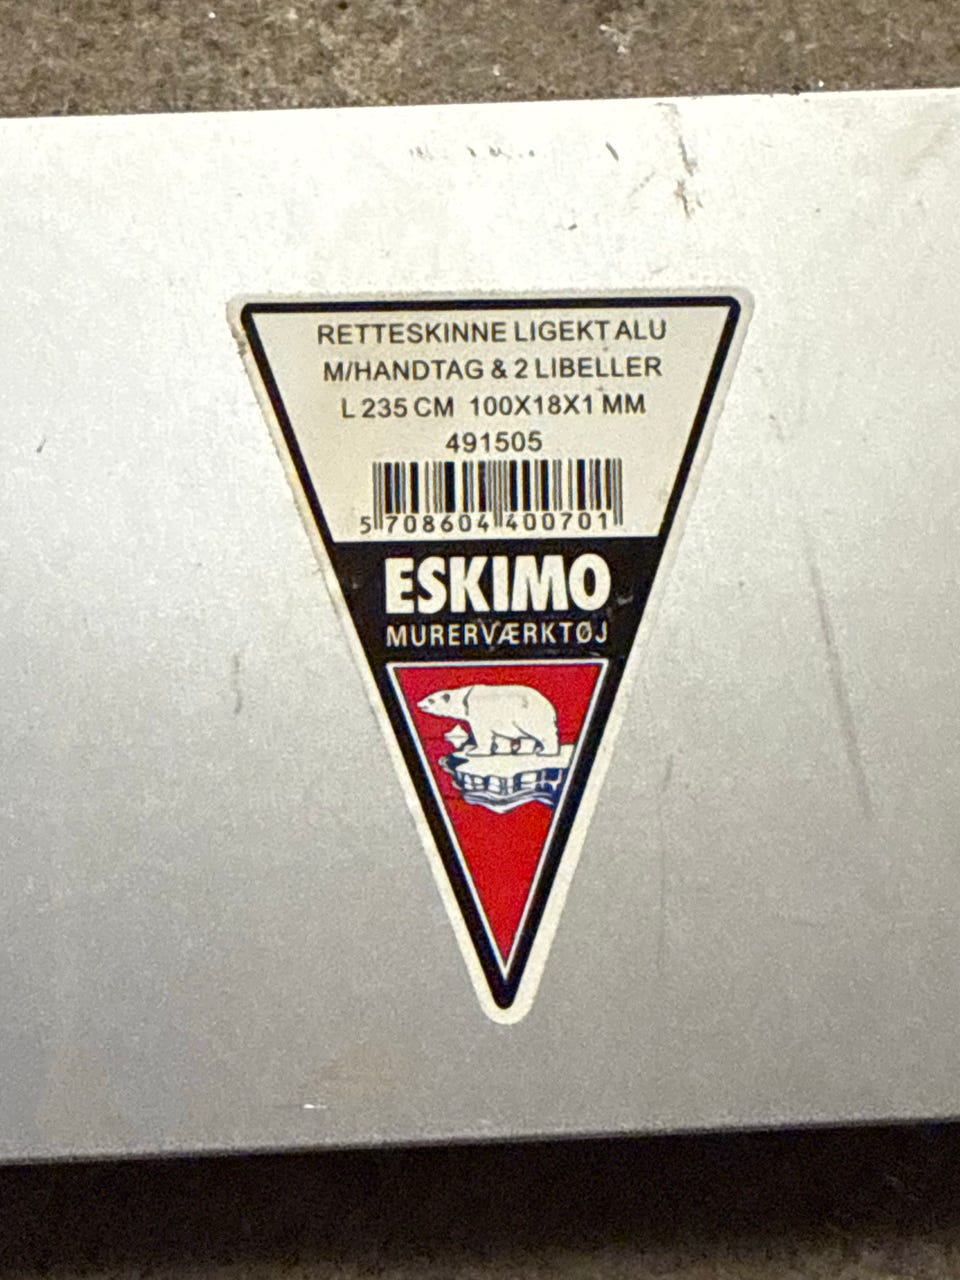 RETTESKINNE LIGEKT ALU
M/HANDTAG & 2 LIBELLER
L 235 CM 100X18X1 MM
491505
5 708604 400701
ESKIMO
MURERVÆRKTØJ